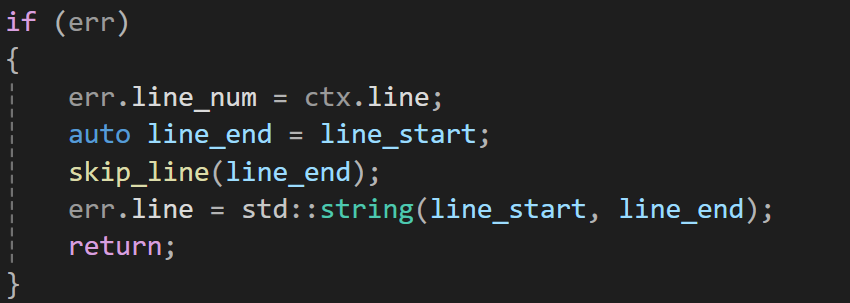 if (err)
{
    err.line_num = ctx.line;
    auto line_end = line_start;
    skip_line(line_end);
    err.line = std::string(line_start, line_end);
    return;
}